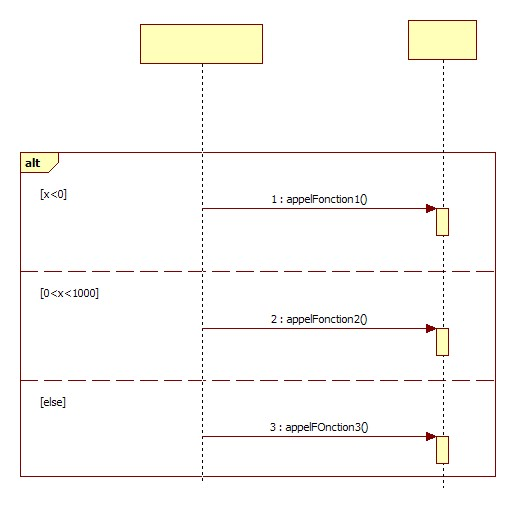 alt
[x<0]
1 : appelFonction1()
[0<x<1000]
2 : appelFonction2()
[else]
3 : appelFOnction3()